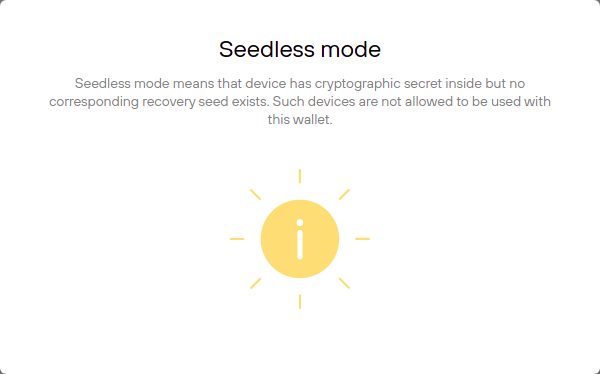 Seedless mode
Seedless mode means that device has cryptographic secret inside but no
corresponding recovery seed exists. Such devices are not allowed to be used with
this wallet.
i